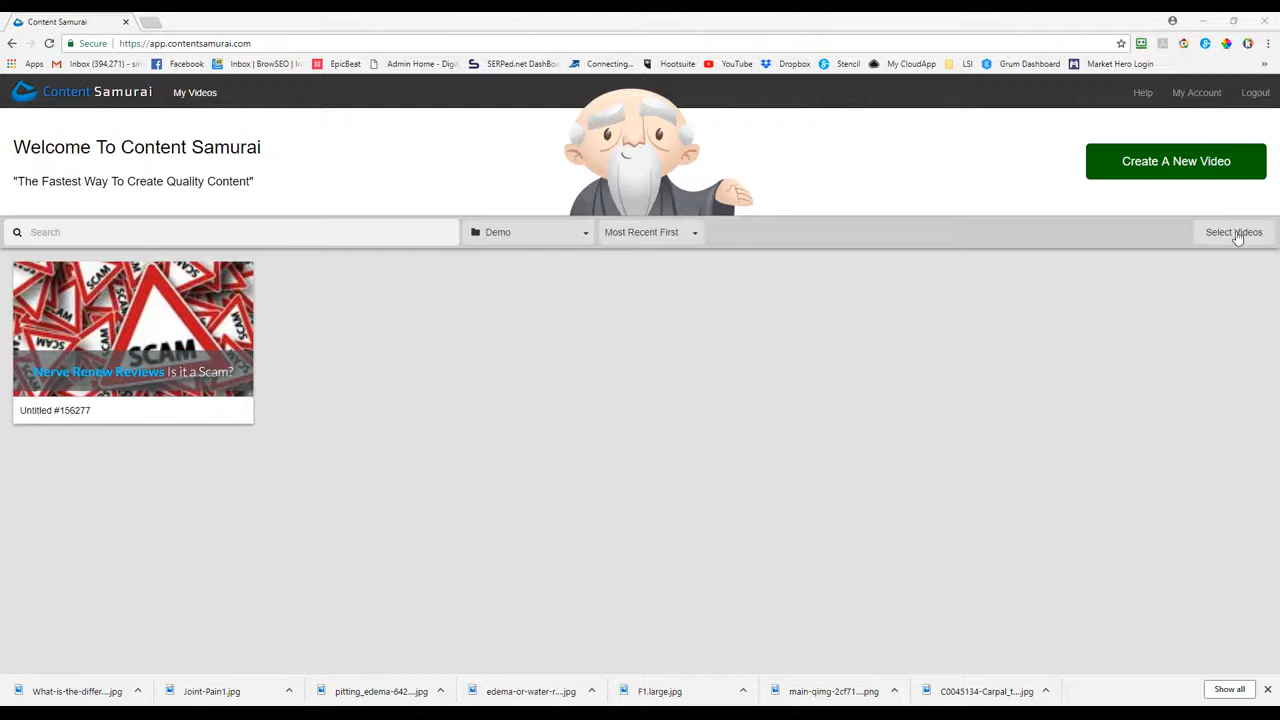 Content Samurai
Secure https://app.contentsamurai.com
Apps Inbox (394,271) - si Facebook Inbox | BrowSEO | I EpicBeat Admin Home - Digi SERPed.net DashBo Connecting... Hootsuite YouTube Dropbox Stencil My CloudApp LSI Grum Dashboard Market Hero Login »
Content Samurai My Videos Help My Account Logout
Welcome To Content Samurai
Create A New Video
"The Fastest Way To Create Quality Content"
Search Demo Most Recent First Select Videos
SCAM
Nerve Renew Reviews Is it a Scam?
Untitled #156277
What-is-the-differ....jpg Joint-Pain1.jpg pitting_edema-642....jpg edema-or-water-r....jpg F1.large.jpg main-qimg-2cf71....png C0045134-Carpal_t....jpg Show all